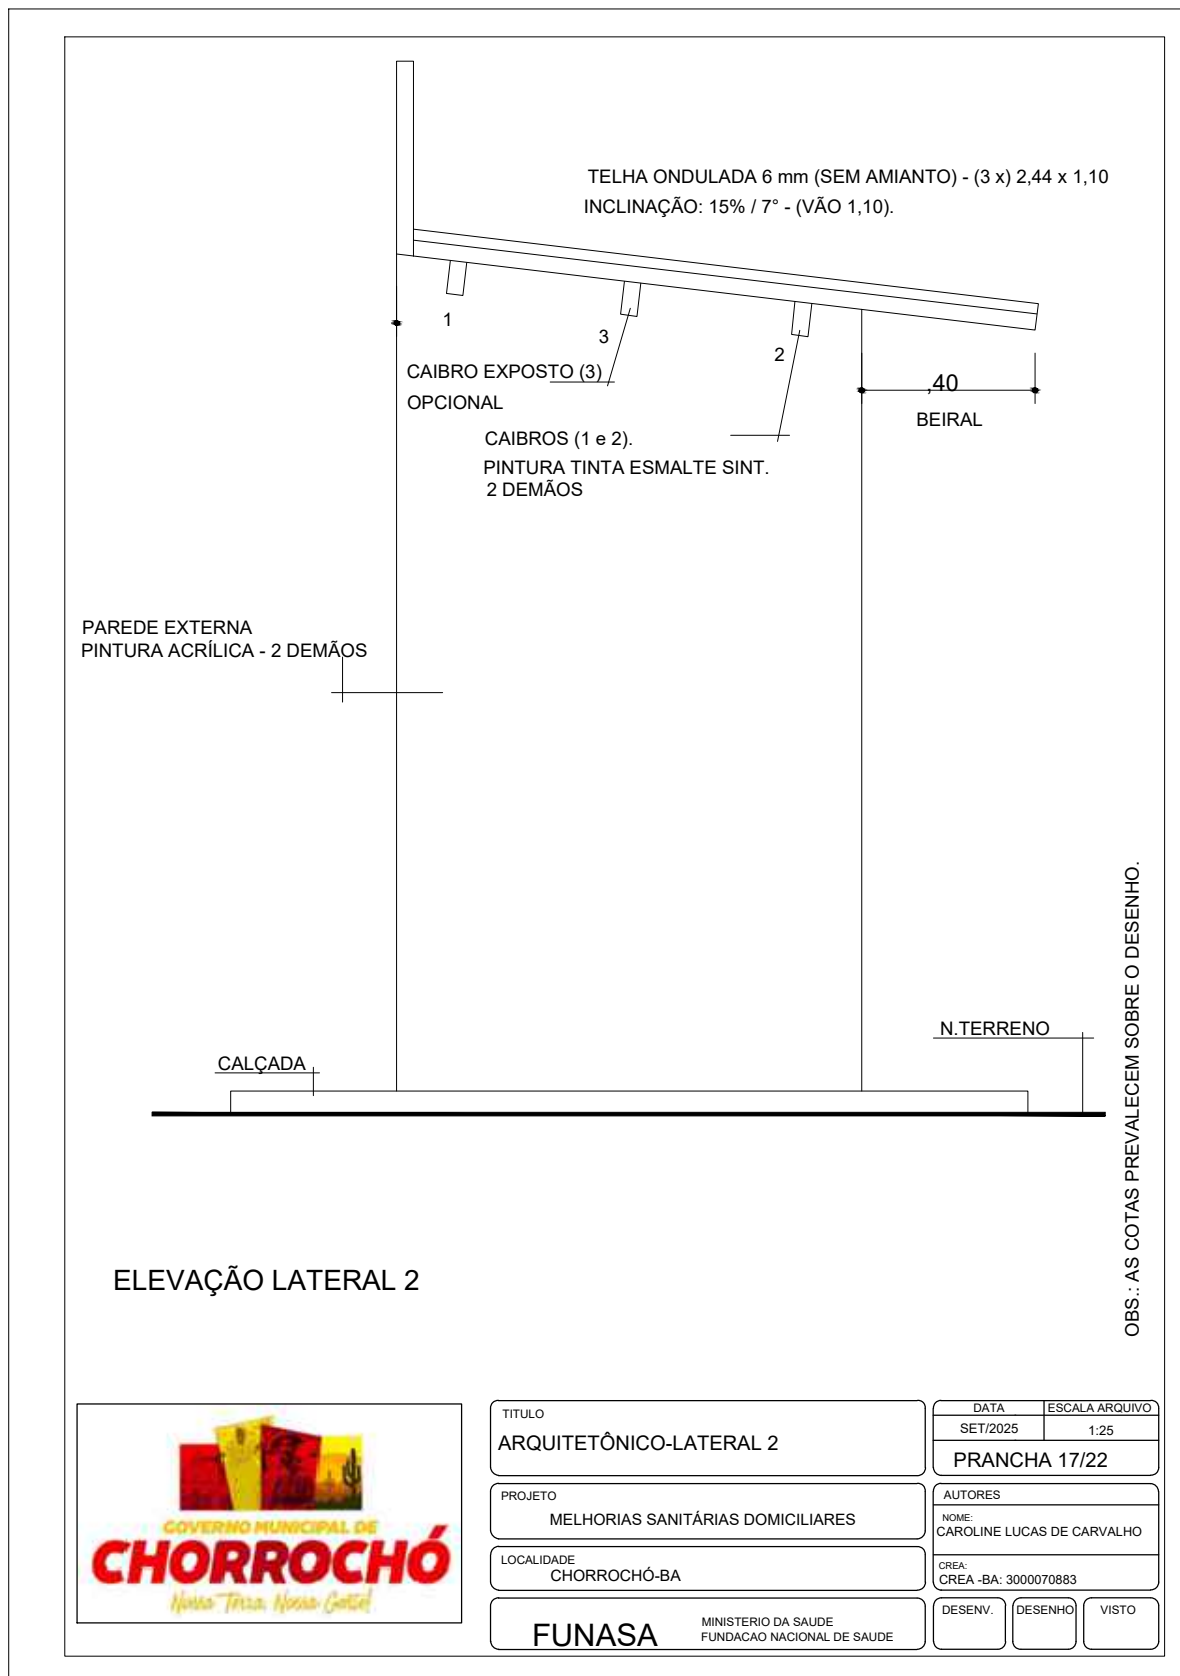 TELHA ONDULADA 6 mm (SEM AMIANTO) - (3 x) 2,44 x 1,10
INCLINAÇÃO: 15% / 7° - (VÃO 1,10).
1
3
2
CAIBRO EXPOSTO (3)
OPCIONAL
,40
BEIRAL
CAIBROS (1 e 2).
PINTURA TINTA ESMALTE SINT.
2 DEMÃOS
PAREDE EXTERNA
PINTURA ACRÍLICA - 2 DEMÃOS
N.TERRENO
CALÇADA
OBS.: AS COTAS PREVALECEM SOBRE O DESENHO.
ELEVAÇÃO LATERAL 2
GOVERNO MUNICIPAL DE
CHORROCHÓ
Nossa Terra, Nossa Gente!
TITULO
ARQUITETÔNICO-LATERAL 2
PROJETO
MELHORIAS SANITÁRIAS DOMICILIARES
LOCALIDADE
CHORROCHÓ-BA
FUNASA
MINISTERIO DA SAUDE
FUNDACAO NACIONAL DE SAUDE
DATA
ESCALA ARQUIVO
SET/2025
1:25
PRANCHA 17/22
AUTORES
NOME:
CAROLINE LUCAS DE CARVALHO
CREA:
CREA -BA: 3000070883
DESENV.
DESENHO
VISTO